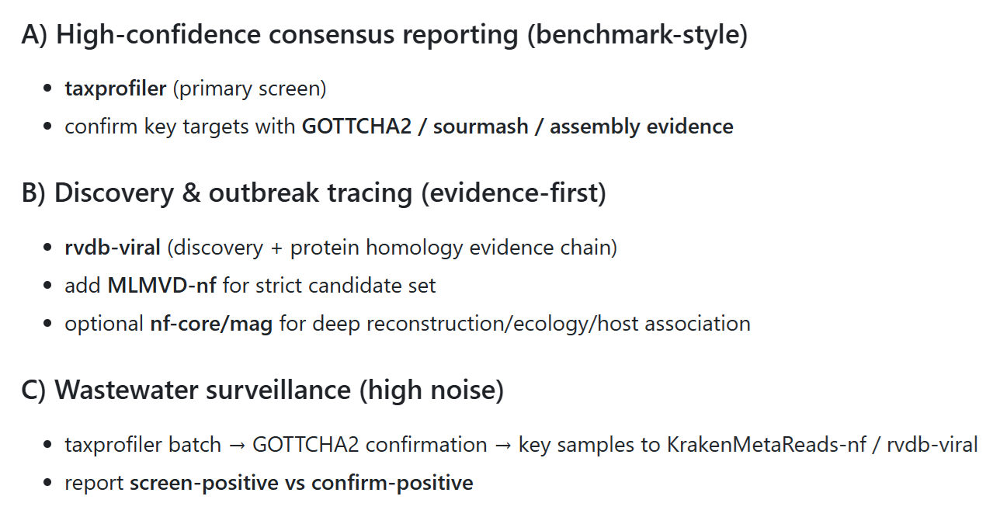 A) High-confidence consensus reporting (benchmark-style)
• taxprofiler (primary screen)
• confirm key targets with GOTTCHA2 / sourmash / assembly evidence
B) Discovery & outbreak tracing (evidence-first)
• rvdb-viral (discovery + protein homology evidence chain)
• add MLMVD-nf for strict candidate set
• optional nf-core/mag for deep reconstruction/ecology/host association
C) Wastewater surveillance (high noise)
• taxprofiler batch → GOTTCHA2 confirmation → key samples to KrakenMetaReads-nf / rvdb-viral
• report screen-positive vs confirm-positive